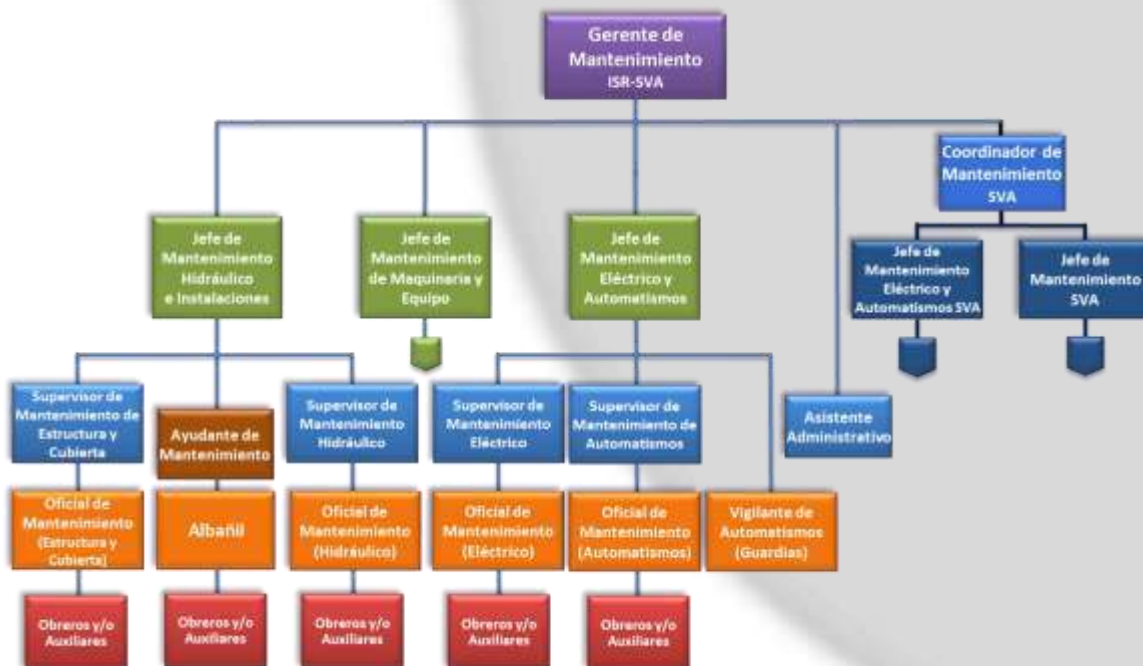 Gerente de
Mantenimiento
ISR-SVA
Coordinador de
Mantenimiento
SVA
Jefe de
Mantenimiento
Hidráulico
e Instalaciones
Jefe de
Mantenimiento
de Maquinaria y
Equipo
Jefe de
Mantenimiento
Eléctrico y
Automatismos
Jefe de
Mantenimiento
Eléctrico y
Automatismos SVA
Jefe de
Mantenimiento
SVA
Supervisor de
Mantenimiento de
Estructura y
Cubierta
Ayudante de
Mantenimiento
Supervisor de
Mantenimiento
Hidráulico
Supervisor de
Mantenimiento
Eléctrico
Supervisor de
Mantenimiento de
Automatismos
Asistente
Administrativo
Oficial de
Mantenimiento
(Estructura y
Cubierta)
Albañil
Oficial de
Mantenimiento
(Hidráulico)
Oficial de
Mantenimiento
(Eléctrico)
Oficial de
Mantenimiento
(Automatismos)
Vigilante de
Automatismos
(Guardias)
Obreros y/o
Auxiliares
Obreros y/o
Auxiliares
Obreros y/o
Auxiliares
Obreros y/o
Auxiliares
Obreros y/o
Auxiliares